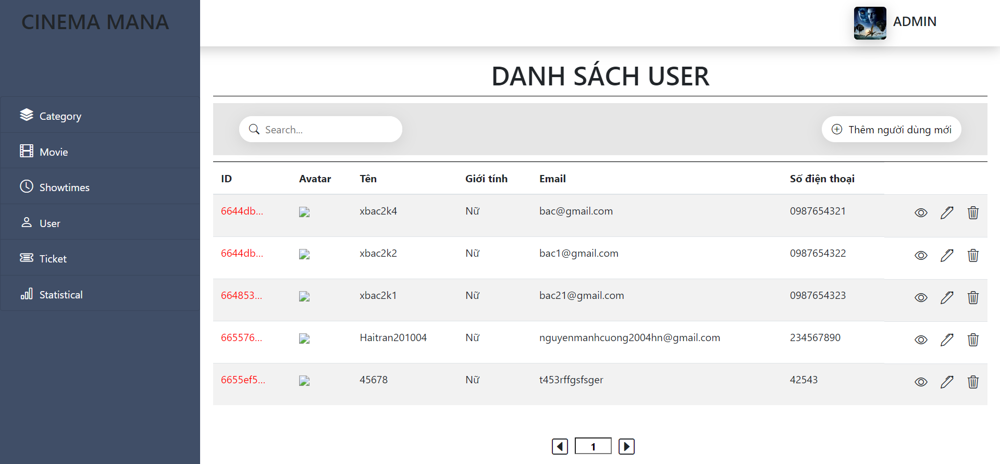 CINEMA MANA
ADMIN
Category
Movie
Showtimes
User
Ticket
Statistical
DANH SÁCH USER
Search...
Thêm người dùng mới
ID Avatar Tên Giới tính Email Số điện thoại
6644db... xbac2k4 Nữ bac@gmail.com 0987654321
6644db... xbac2k2 Nữ bac1@gmail.com 0987654322
664853... xbac2k1 Nữ bac21@gmail.com 0987654323
665576... Haitran201004 Nữ nguyenmanhcuong2004hn@gmail.com 234567890
6655ef5... 45678 Nữ t453rffgsfsger 42543
1